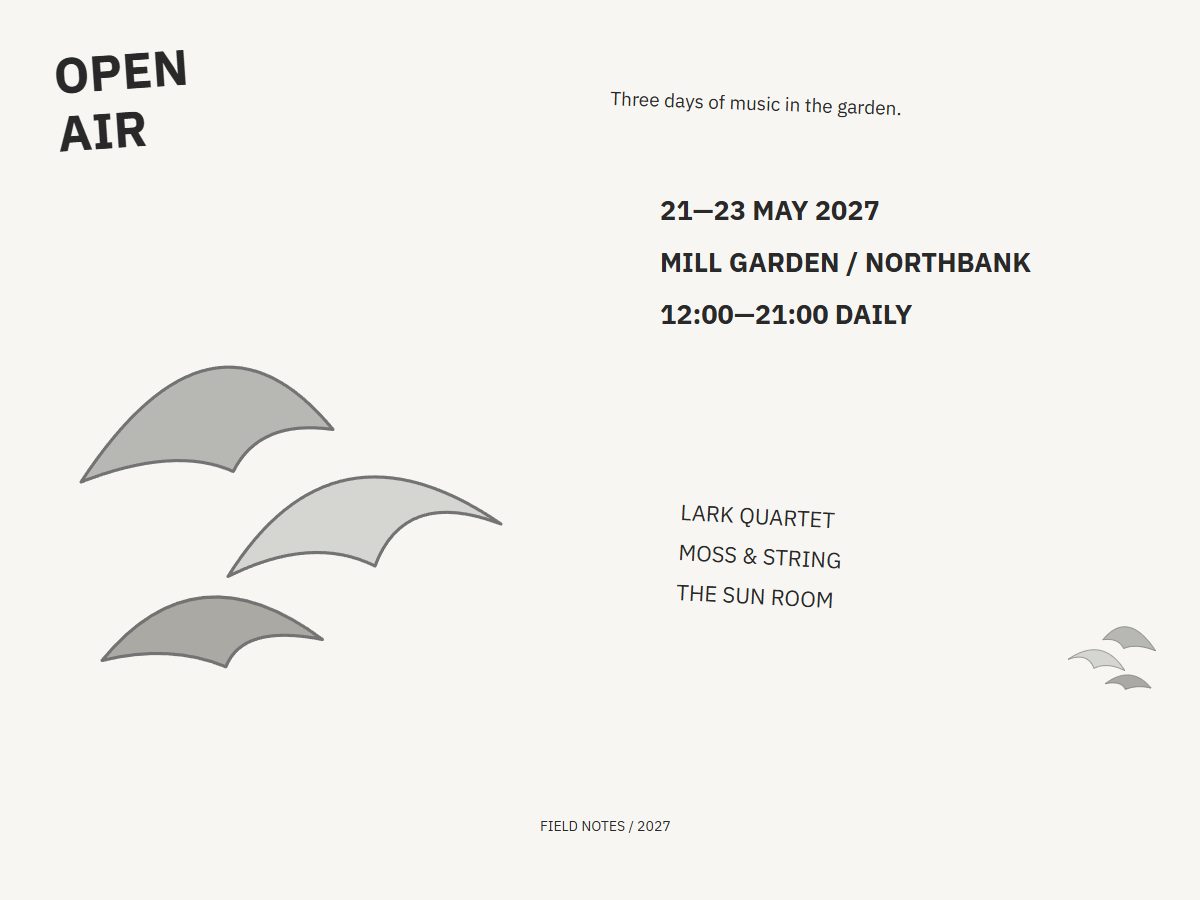 OPEN
AIR
Three days of music in the garden.
21—23 MAY 2027
MILL GARDEN / NORTHBANK
12:00—21:00 DAILY
LARK QUARTET
MOSS & STRING
THE SUN ROOM
FIELD NOTES / 2027